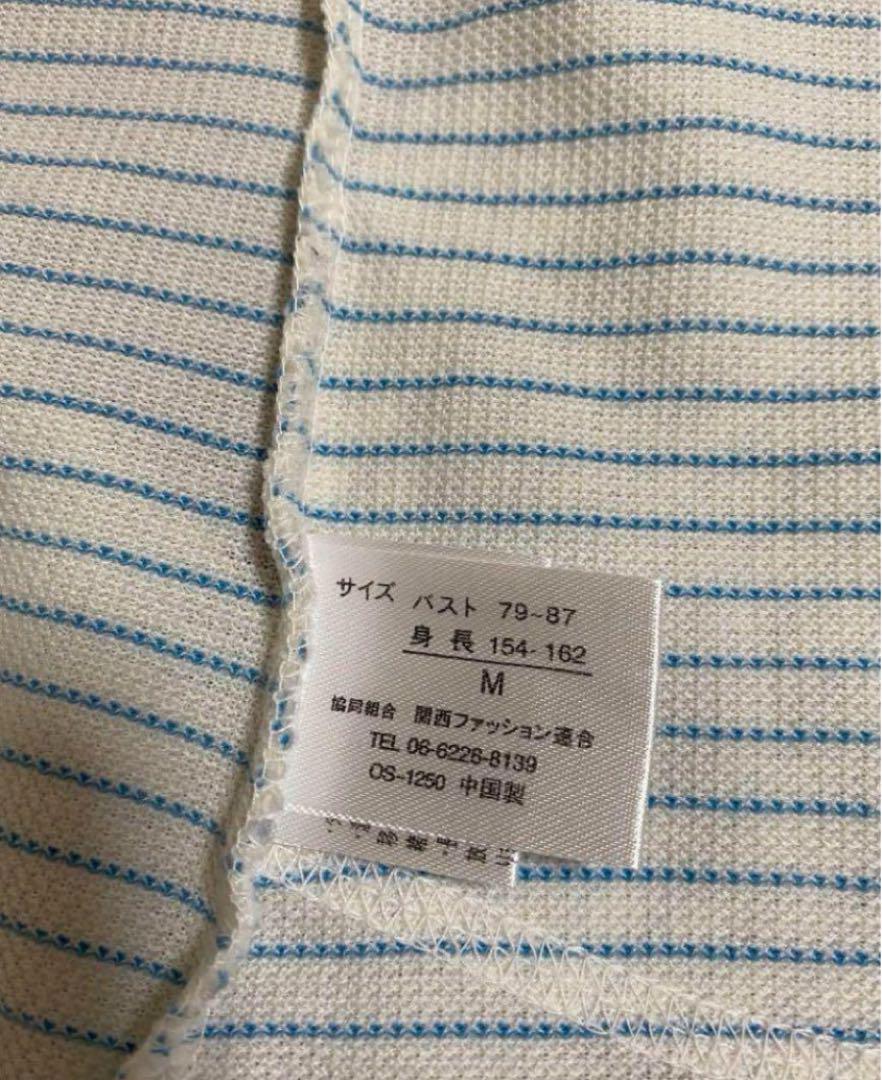 サイズ バスト 79~87
身長 154-162
M
協同組合 関西ファッション連合
TEL 06-6226-8139
OS-1250 中国製